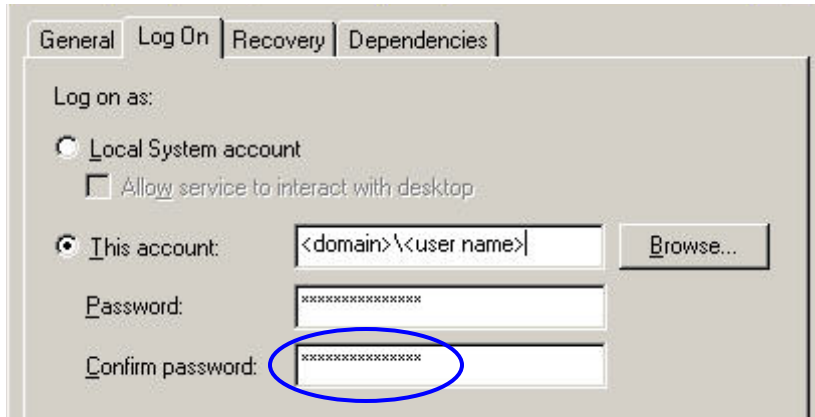 General Log On Recovery Dependencies
Log on as:
Local System account
Allow service to interact with desktop
This account: <domain>\<user name> Browse...
Password: ***************
Confirm password: ***************